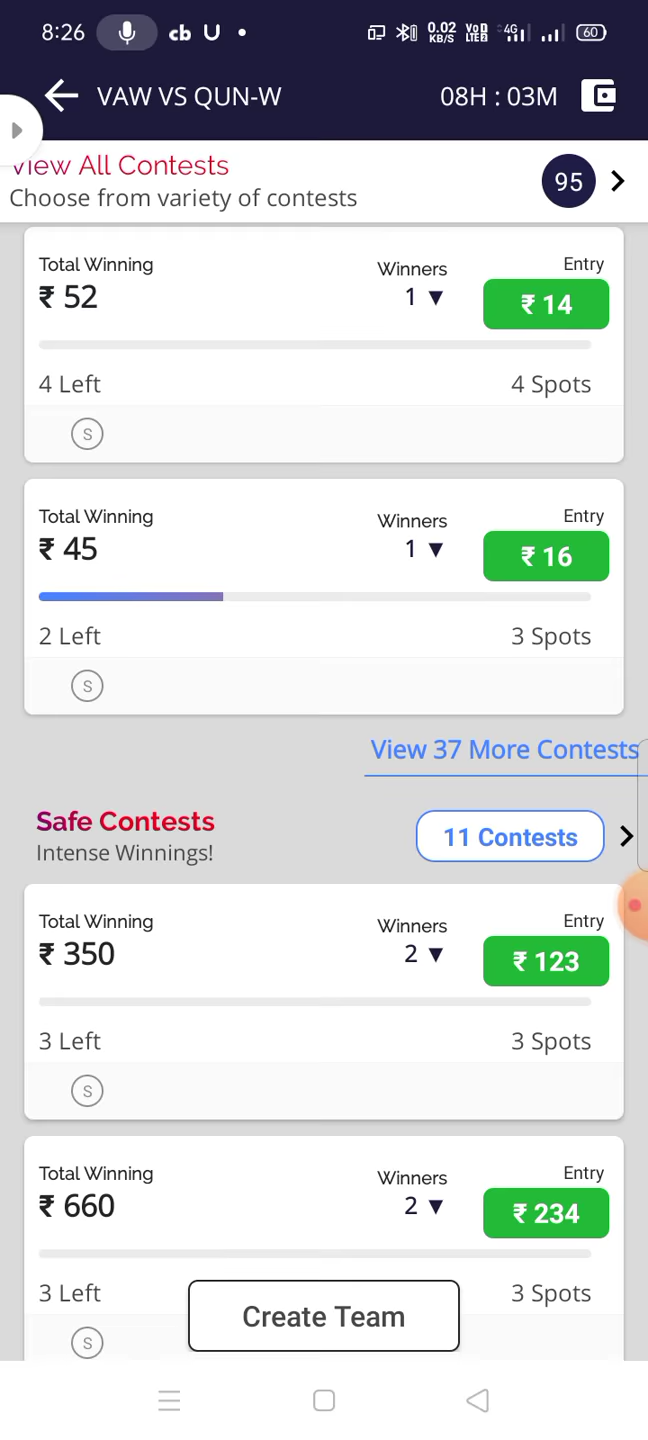 8:26 cb U • 0.02 KB/S VoD LTE2 4G 60
VAW VS QUN-W 08H : 03M
View All Contests
Choose from variety of contests
95
Total Winning Winners Entry
₹ 52 1 ▼ ₹ 14
4 Left 4 Spots
S
Total Winning Winners Entry
₹ 45 1 ▼ ₹ 16
2 Left 3 Spots
S
View 37 More Contests
Safe Contests
Intense Winnings!
11 Contests
Total Winning Winners Entry
₹ 350 2 ▼ ₹ 123
3 Left 3 Spots
S
Total Winning Winners Entry
₹ 660 2 ▼ ₹ 234
3 Left 3 Spots
S
Create Team